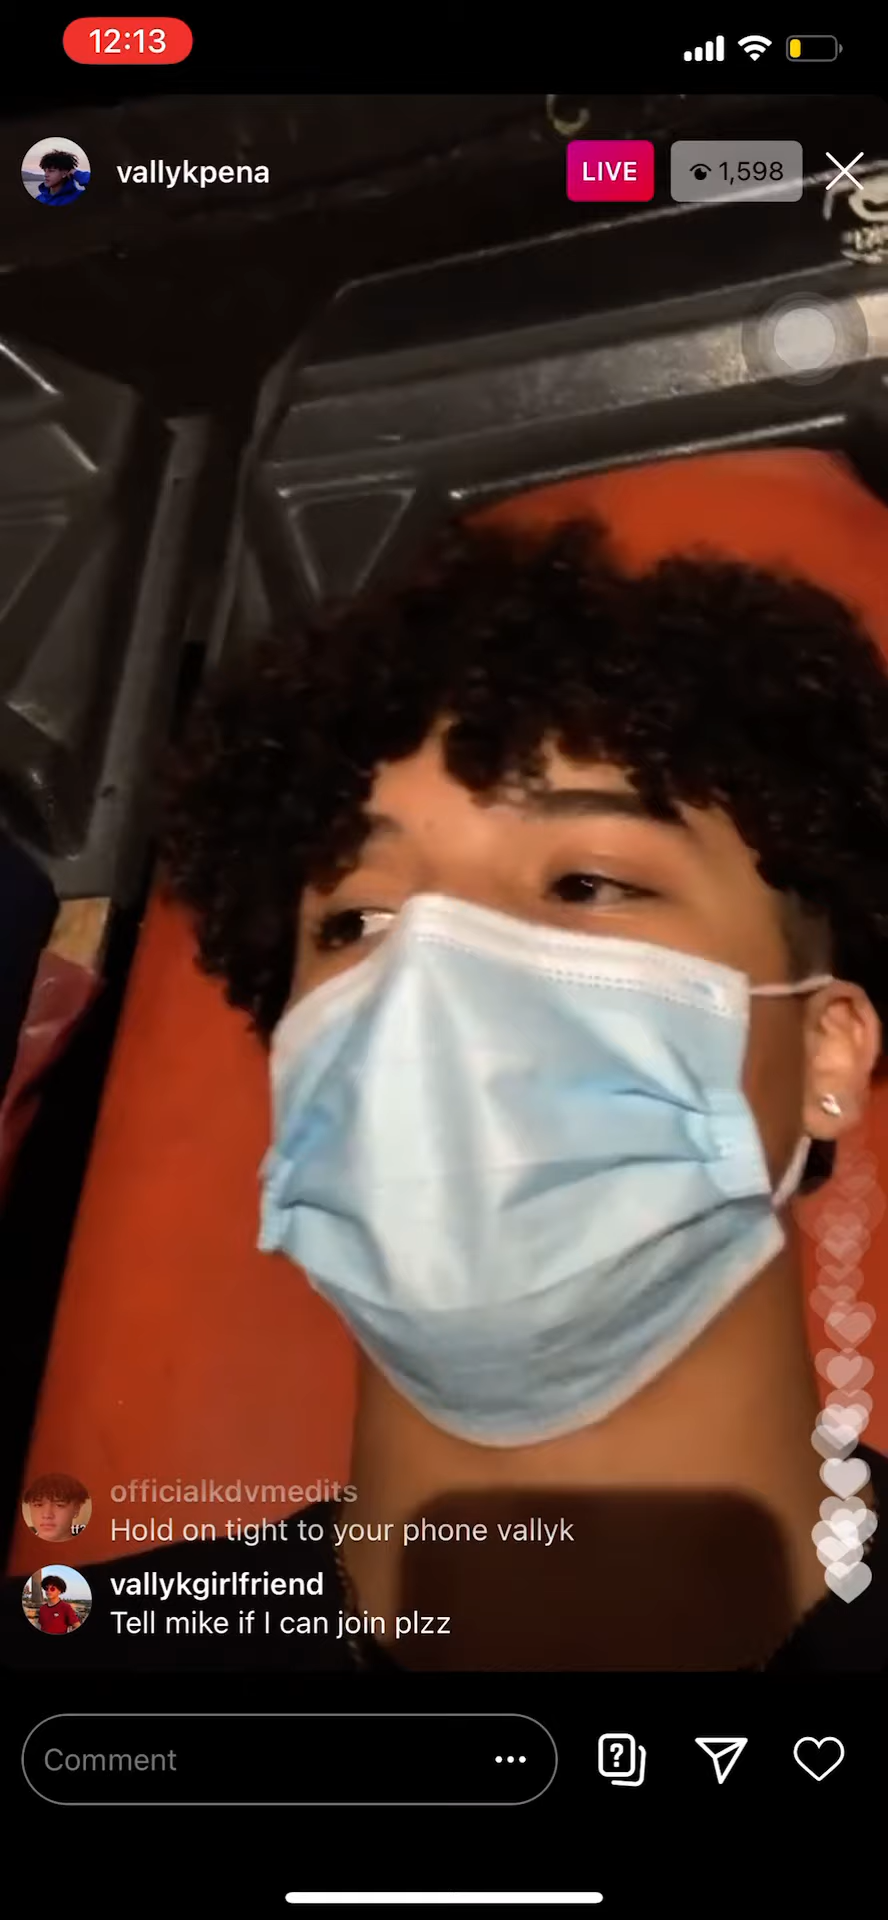 12:13
vallykpena
LIVE
1,598
officialkdvmedits
Hold on tight to your phone vallyk
vallykgirlfriend
Tell mike if I can join plzz
Comment